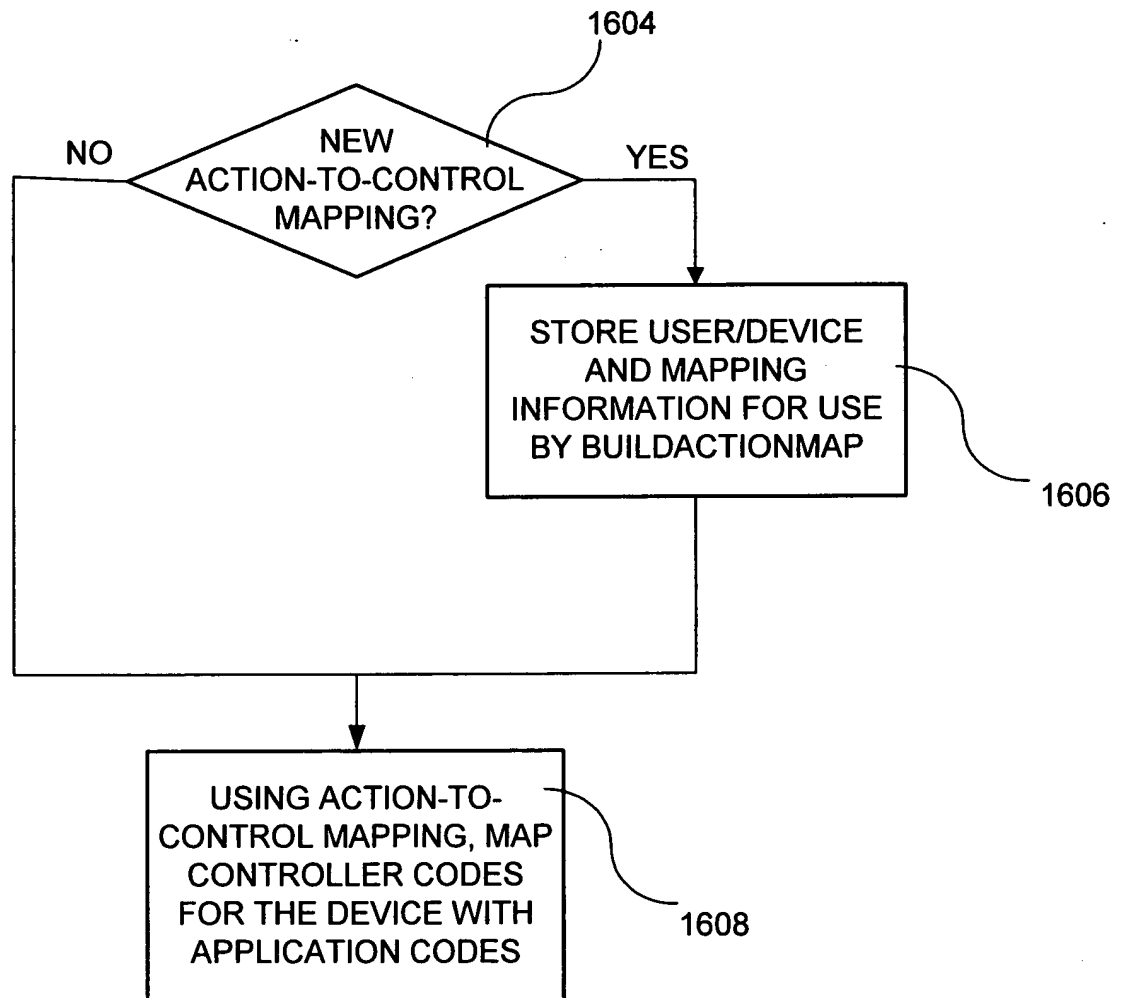 1604
NEW
ACTION-TO-CONTROL
MAPPING?
NO
YES
STORE USER/DEVICE
AND MAPPING
INFORMATION FOR USE
BY BUILDACTIONMAP
1606
USING ACTION-TO-
CONTROL MAPPING, MAP
CONTROLLER CODES
FOR THE DEVICE WITH
APPLICATION CODES
1608